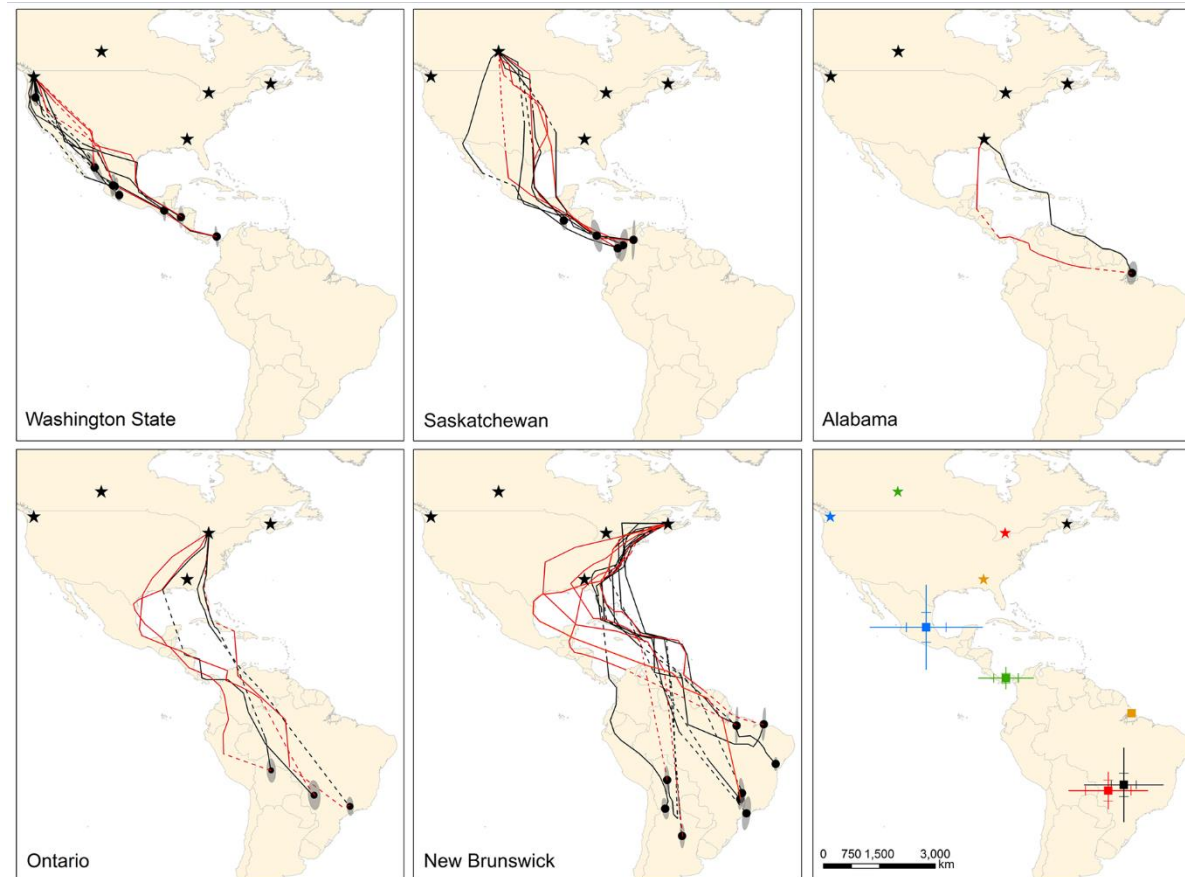 Washington State
Saskatchewan
Alabama
Ontario
New Brunswick
0 750 1,500 3,000
km